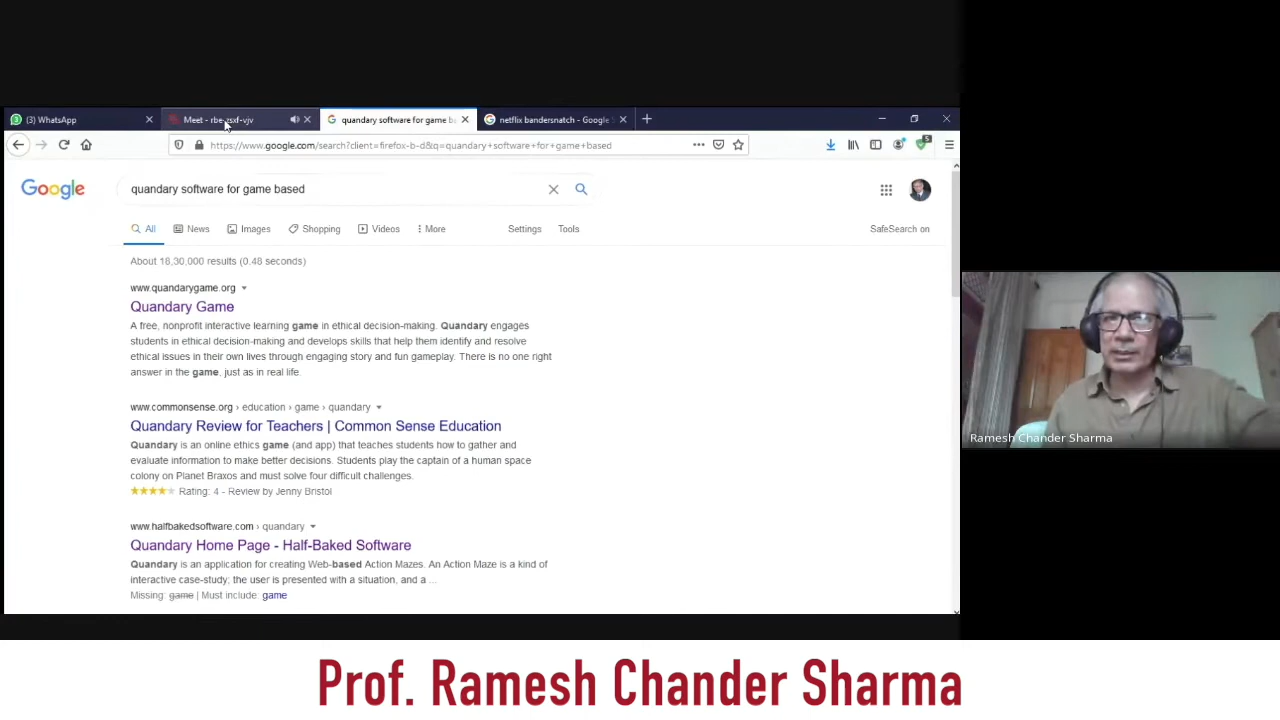 (3) WhatsApp
Meet - rbe-zsxf-vjv
quandary software for game ba
netflix bandersnatch - Google S
https://www.google.com/search?client=firefox-b-d&q=quandary+software+for+game+based
5
Google
quandary software for game based
All
News
Images
Shopping
Videos
More
Settings
Tools
SafeSearch on
About 18,30,000 results (0.48 seconds)
www.quandarygame.org
Quandary Game
A free, nonprofit interactive learning game in ethical decision-making. Quandary engages
students in ethical decision-making and develops skills that help them identify and resolve
ethical issues in their own lives through engaging story and fun gameplay. There is no one right
answer in the game, just as in real life.
www.commonsense.org › education › game › quandary
Quandary Review for Teachers | Common Sense Education
Quandary is an online ethics game (and app) that teaches students how to gather and
evaluate information to make better decisions. Students play the captain of a human space
colony on Planet Braxos and must solve four difficult challenges.
Rating: 4 - Review by Jenny Bristol
www.halfbakedsoftware.com › quandary
Quandary Home Page - Half-Baked Software
Quandary is an application for creating Web-based Action Mazes. An Action Maze is a kind of
interactive case-study; the user is presented with a situation, and a ...
Missing: game | Must include: game
Ramesh Chander Sharma
Prof. Ramesh Chander Sharma